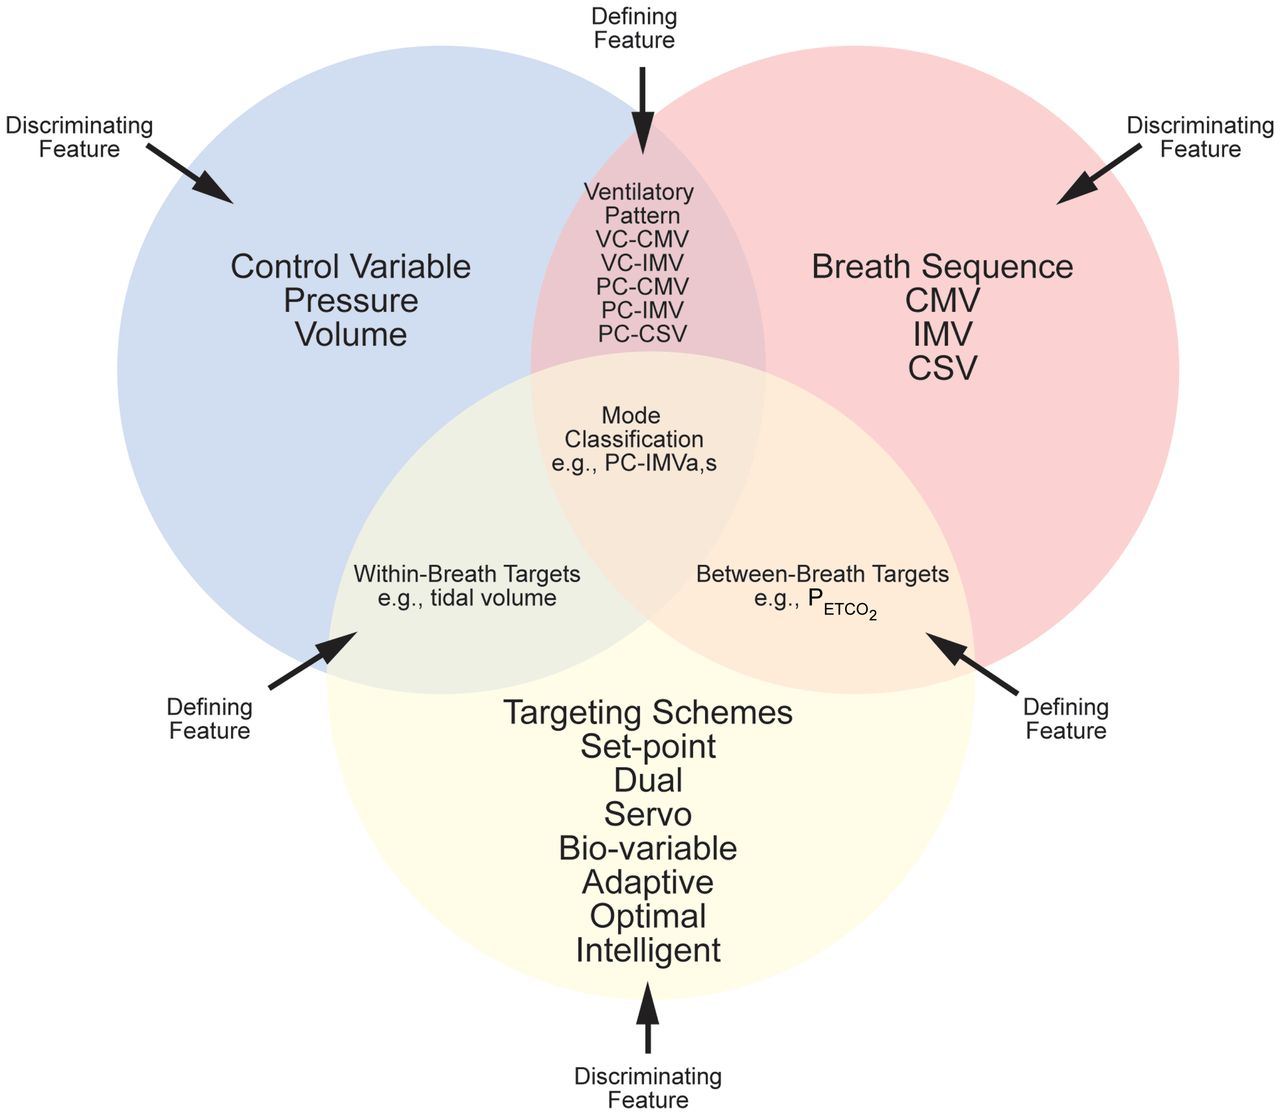 Defining
Feature
Discriminating
Feature
Discriminating
Feature
Ventilatory
Pattern
VC-CMV
VC-IMV
PC-CMV
PC-IMV
PC-CSV
Control Variable
Pressure
Volume
Breath Sequence
CMV
IMV
CSV
Mode
Classification
e.g., PC-IMVa,s
Within-Breath Targets
e.g., tidal volume
Between-Breath Targets
e.g., PETCO2
Defining
Feature
Defining
Feature
Targeting Schemes
Set-point
Dual
Servo
Bio-variable
Adaptive
Optimal
Intelligent
Discriminating
Feature